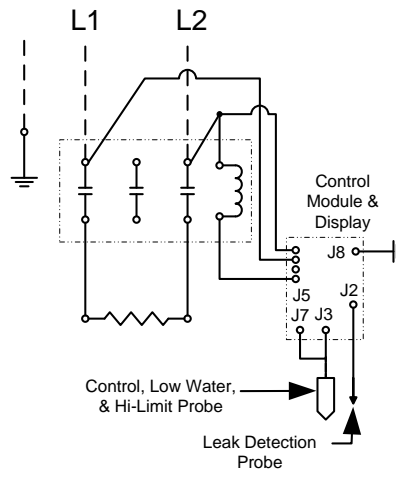 L1 L2
Control
Module &
Display
J8
J5
J2
J7 J3
Control, Low Water,
& Hi-Limit Probe
Leak Detection
Probe